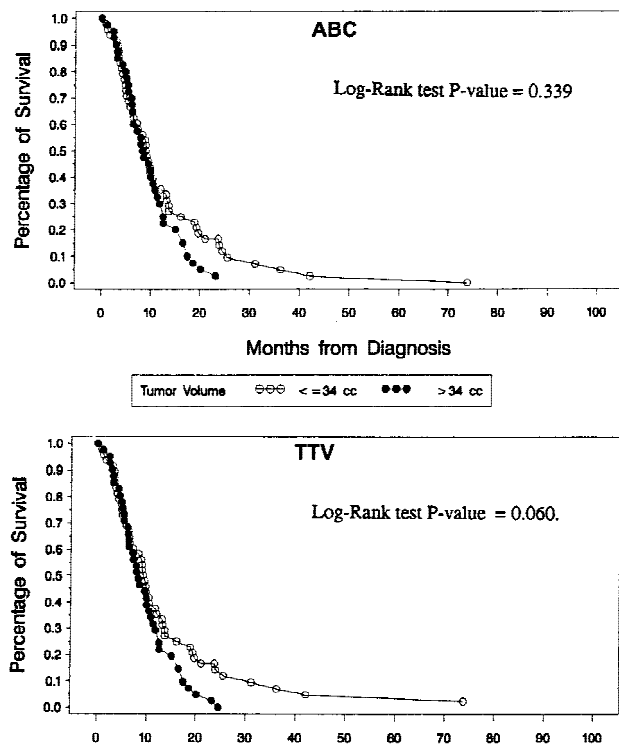 ABC
Log-Rank test P-value = 0.339
Percentage of Survival
1.0
0.9
0.8
0.7
0.6
0.5
0.4
0.3
0.2
0.1
0.0
0 10 20 30 40 50 60 70 80 90 100
Months from Diagnosis
Tumor Volume <=34 cc >34 cc
TTV
Log-Rank test P-value = 0.060.
Percentage of Survival
1.0
0.9
0.8
0.7
0.6
0.5
0.4
0.3
0.2
0.1
0.0
0 10 20 30 40 50 60 70 80 90 100